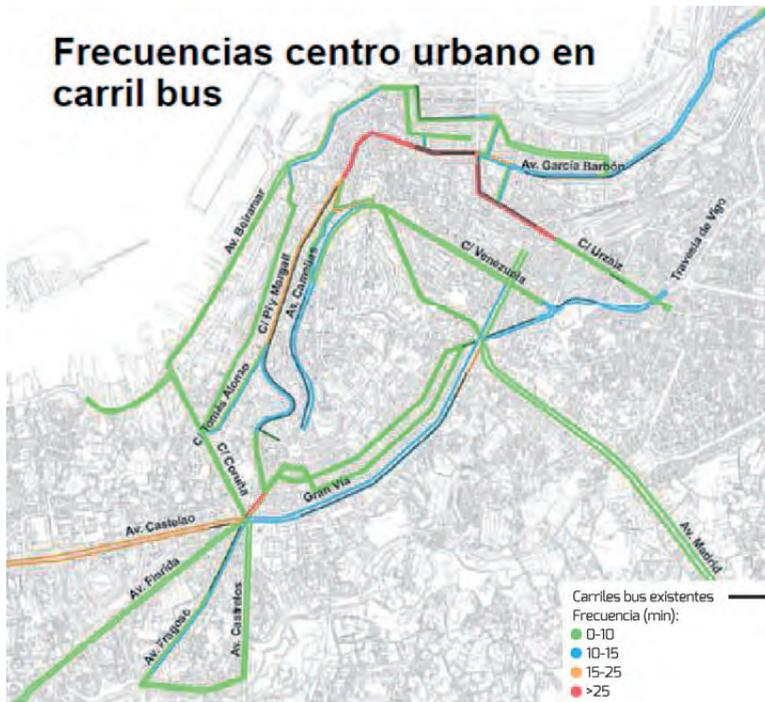 Frecuencias centro urbano en
carril bus
Av. García Barbón
Av. Beiramar
Travesía de Vigo
C/ Urzaiz
C/ Venezuela
C/ Pi y Margall
Av. Camelias
C/ Tomás Alonso
C/ Coruña
Gran Vía
Av. Castelao
Av. Madrid
Av. Florida
Av. Fragoso
Av. Castrelos
Carriles bus existentes
Frecuencia (min):
0-10
10-15
15-25
>25